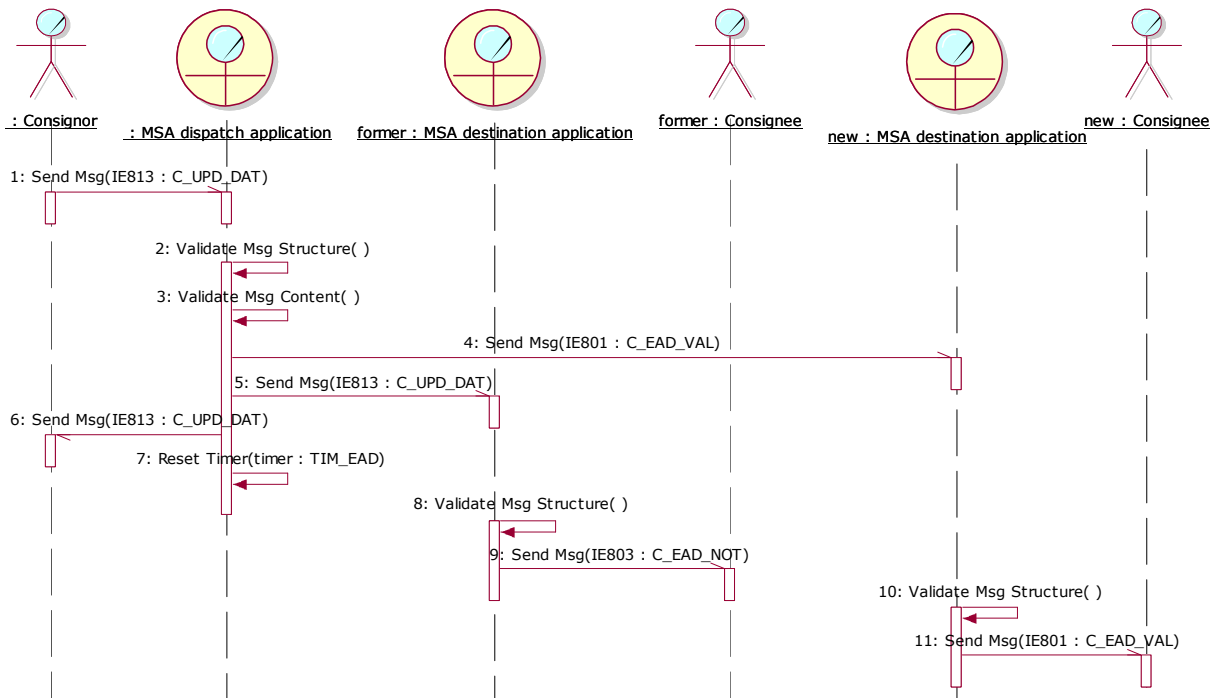 : Consignor
: MSA dispatch application
former : MSA destination application
former : Consignee
new : MSA destination application
new : Consignee
1: Send Msg(IE813 : C_UPD_DAT)
2: Validate Msg Structure( )
3: Validate Msg Content( )
4: Send Msg(IE801 : C_EAD_VAL)
5: Send Msg(IE813 : C_UPD_DAT)
6: Send Msg(IE813 : C_UPD_DAT)
7: Reset Timer(timer : TIM_EAD)
8: Validate Msg Structure( )
9: Send Msg(IE803 : C_EAD_NOT)
10: Validate Msg Structure( )
11: Send Msg(IE801 : C_EAD_VAL)